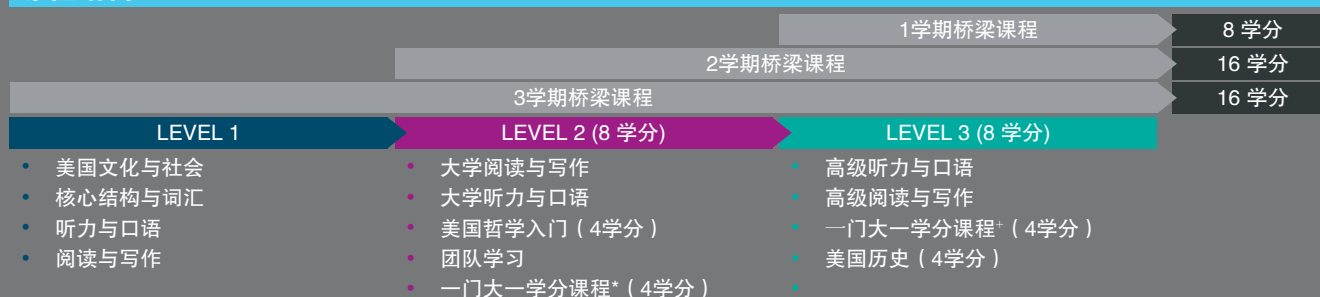 1学期桥梁课程 8 学分
2学期桥梁课程 16 学分
3学期桥梁课程 16 学分
LEVEL 1
• 美国文化与社会
• 核心结构与词汇
• 听力与口语
• 阅读与写作
LEVEL 2 (8 学分)
• 大学阅读与写作
• 大学听力与口语
• 美国哲学入门（4学分）
• 团队学习
• 一门大一学分课程*（4学分）
LEVEL 3 (8 学分)
• 高级听力与口语
• 高级阅读与写作
• 一门大一学分课程+（4学分）
• 美国历史（4学分）
•